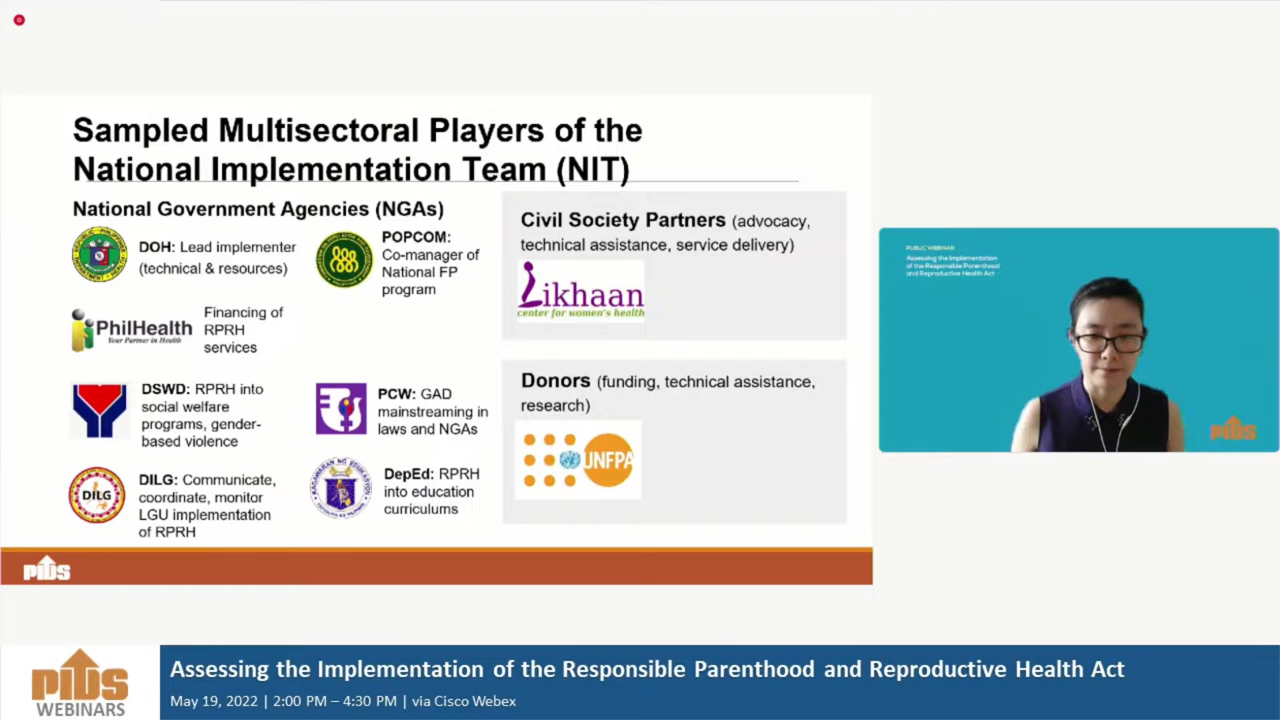 Sampled Multisectoral Players of the
National Implementation Team (NIT)
National Government Agencies (NGAs)
DOH: Lead implementer
(technical & resources)
POPCOM:
Co-manager of
National FP
program
PhilHealth
Your Partner in Health
Financing of
RPRH
services
DSWD: RPRH into
social welfare
programs, gender-
based violence
PCW: GAD
mainstreaming in
laws and NGAs
DILG
DILG: Communicate,
coordinate, monitor
LGU implementation
of RPRH
DepEd: RPRH
into education
curriculums
Civil Society Partners (advocacy,
technical assistance, service delivery)
Likhaan
center for women's health
Donors (funding, technical assistance,
research)
UNFPA
PIDS
PUBLIC WEBINAR
Assessing the Implementation
of the Responsible Parenthood
and Reproductive Health Act
PIDS
PIDS
WEBINARS
Assessing the Implementation of the Responsible Parenthood and Reproductive Health Act
May 19, 2022 | 2:00 PM – 4:30 PM | via Cisco Webex